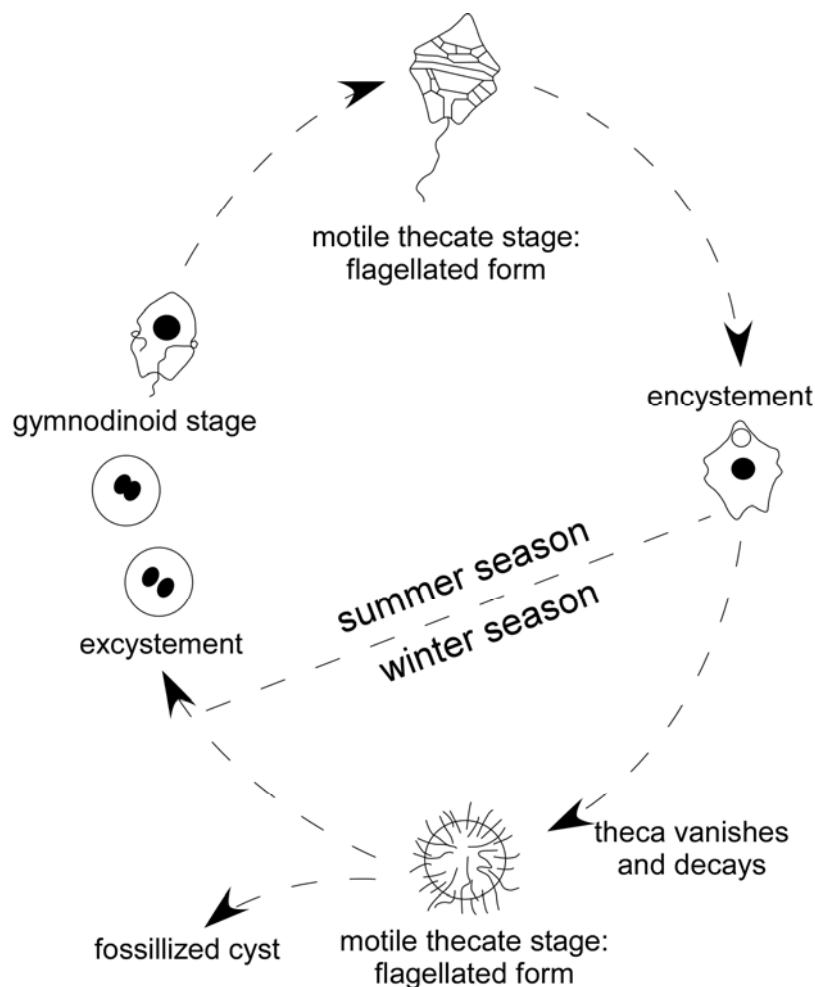 motile thecate stage:
flagellated form
encystement
gymnodinoid stage
summer season
winter season
excystement
theca vanishes
and decays
fossillized cyst
motile thecate stage:
flagellated form